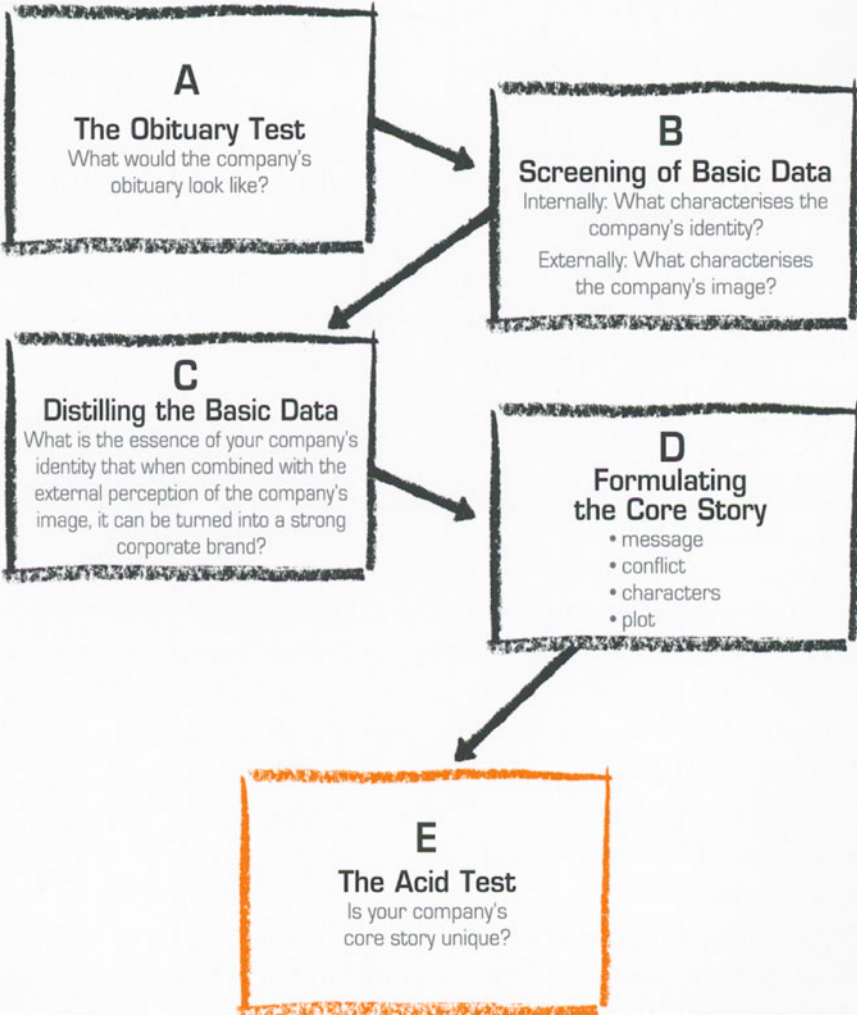 A
The Obituary Test
What would the company's
obituary look like?
B
Screening of Basic Data
Internally: What characterises the
company's identity?
Externally: What characterises
the company's image?
C
Distilling the Basic Data
What is the essence of your company's
identity that when combined with the
external perception of the company's
image, it can be turned into a strong
corporate brand?
D
Formulating
the Core Story
• message
• conflict
• characters
• plot
E
The Acid Test
Is your company's
core story unique?